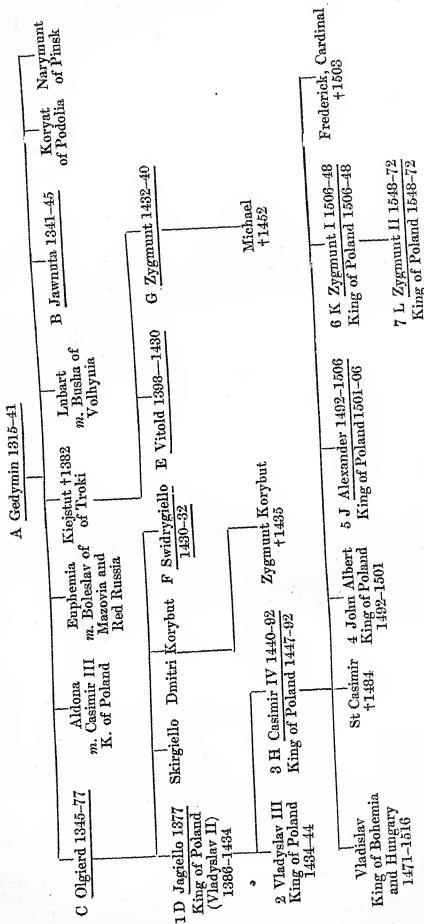 A Gedymin 1315–41
C Olgierd 1345–77
Aldona
m. Casimir III
K. of Poland
Euphemia
m. Boleslav of
Mazovia and
Red Russia
Kiejstut †1382
of Troki
Lubart
m. Busha of
Volhynia
B Jawnuta 1341–45
Koryat
of Podolia
Narymunt
of Pinsk
1 D Jagiello 1377
King of Poland
(Vladyslav II)
1386–1434
Skirgiello
Dmitri Korybut
F Swidrygiello
1430–32
E Vitold 1398–1430
G Zygmunt 1432–40
2 Vladyslav III
King of Poland
1434–44
3 H Casimir IV 1440–92
King of Poland 1447–92
Zygmunt Korybut
†1435
Michael
†1452
Vladislav
King of Bohemia
and Hungary
1471–1516
St Casimir
†1484
4 John Albert
King of Poland
1492–1501
5 J Alexander 1492–1506
King of Poland 1501–06
6 K Zygmunt I 1506–48
King of Poland 1506–48
Frederick, Cardinal
†1503
7 L Zygmunt II 1548–72
King of Poland 1548–72